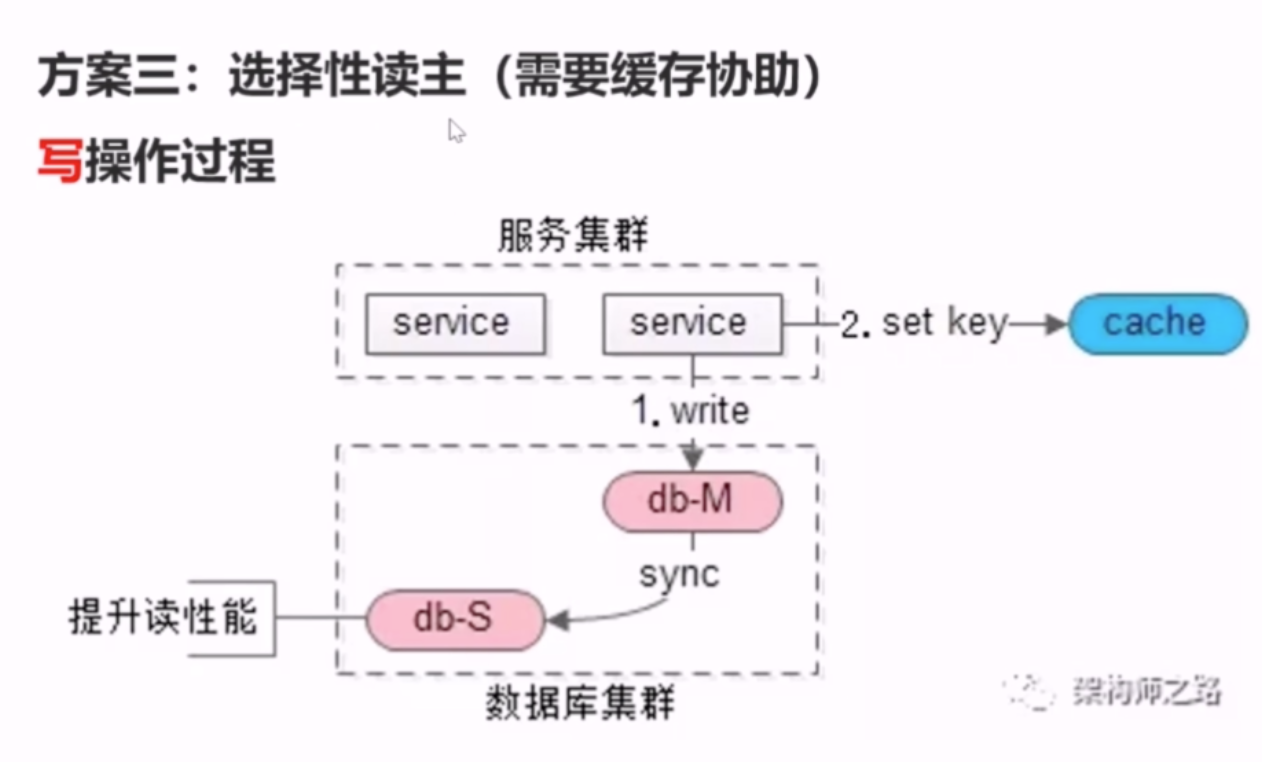 方案三：选择性读主（需要缓存协助）
写操作过程
服务集群
service
service
2. set key
cache
1. write
db-M
sync
提升读性能
db-S
数据库集群
架构师之路